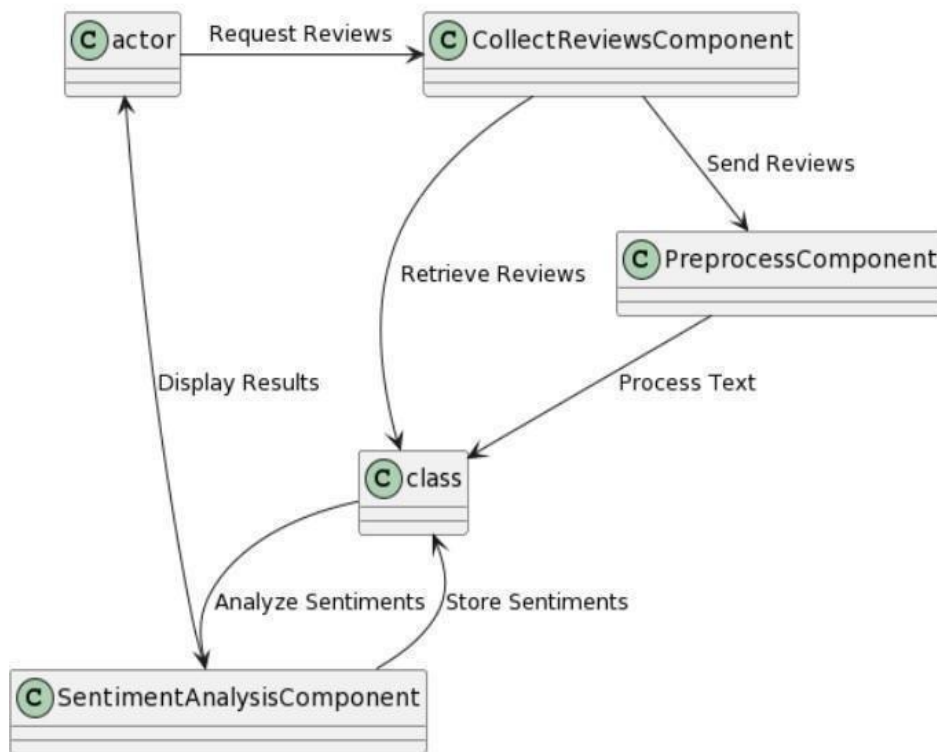 C actor
Request Reviews
C CollectReviewsComponent
Send Reviews
C PreprocessComponent
Retrieve Reviews
Display Results
Process Text
C class
Analyze Sentiments
Store Sentiments
C SentimentAnalysisComponent